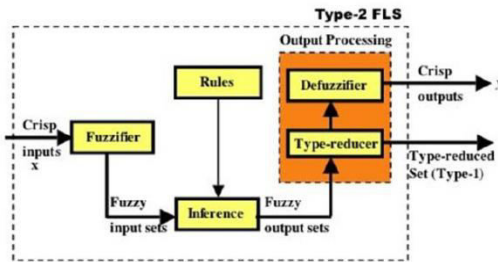 Type-2 FLS
Output Processing
Rules
Defuzzifier
Crisp
outputs
Crisp
inputs
x
Fuzzifier
Type-reducer
Type-reduced
Set (Type-1)
Fuzzy
input sets
Inference
Fuzzy
output sets